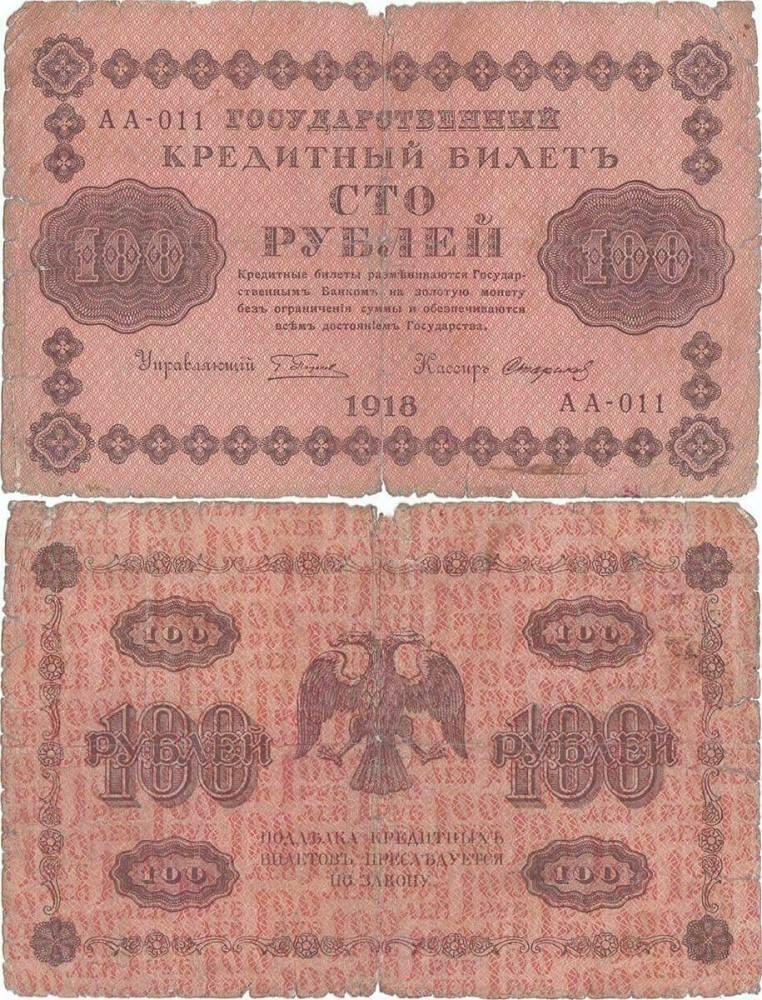 АА-011 ГОСУДАРСТВЕННЫЙ
КРЕДИТНЫЙ БИЛЕТЪ
СТО
РУБЛЕЙ
100 100
Кредитные билеты размѣниваются Государ-
ственнымъ Банкомъ на золотую монету
безъ ограниченія суммы и обезпечиваются
всѣмъ достояніемъ Государства.
Управляющій Кассиръ
1918 АА-011
100 100
100 РУБЛЕЙ 100 РУБЛЕЙ
ПОДДѢЛКА КРЕДИТНЫХЪ
БИЛЕТОВЪ ПРЕСЛѢДУЕТСЯ
ПО ЗАКОНУ.
100 100